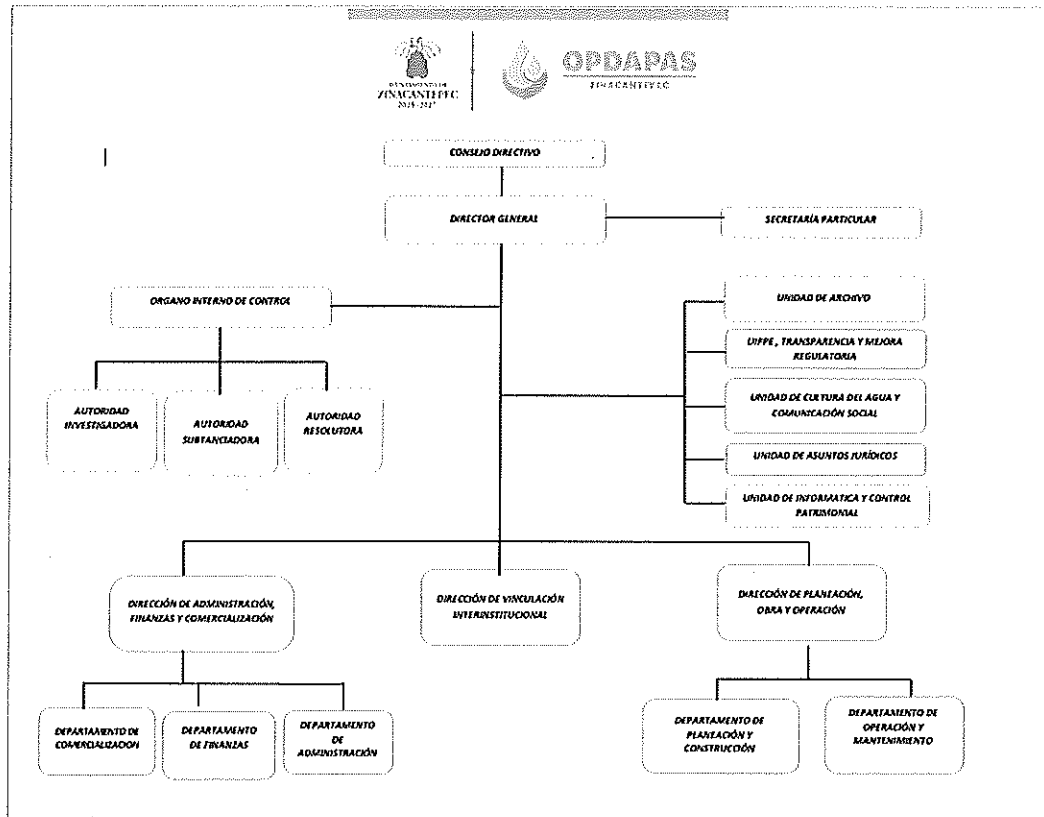 AYUNTAMIENTO DE
ZINACANTEPEC
2025-2027
OPDAPAS
ZINACANTEPEC
CONSEJO DIRECTIVO
DIRECTOR GENERAL
SECRETARÍA PARTICULAR
ORGANO INTERNO DE CONTROL
UNIDAD DE ARCHIVO
UIPPE, TRANSPARENCIA Y MEJORA
REGULATORIA
AUTORIDAD
INVESTIGADORA
AUTORIDAD
SUBTANCIADORA
AUTORIDAD
RESOLUTORA
UNIDAD DE CULTURA DEL AGUA Y
COMUNICACIÓN SOCIAL
UNIDAD DE ASUNTOS JURÍDICOS
UNIDAD DE INFORMATICA Y CONTROL
PATRIMONIAL
DIRECCIÓN DE ADMINISTRACIÓN,
FINANZAS Y COMERCIALIZACIÓN
DIRECCIÓN DE VINCULACIÓN
INTERINSTITUCIONAL
DIRECCIÓN DE PLANEACIÓN,
OBRA Y OPERACIÓN
DEPARTAMENTO DE
COMERCIALIZACION
DEPARTAMENTO
DE FINANZAS
DEPARTAMENTO
DE
ADMINISTRACIÓN
DEPARTAMENTO DE
PLANEACIÓN Y
CONSTRUCCIÓN
DEPARTAMENTO DE
OPERACIÓN Y
MANTENIMIENTO